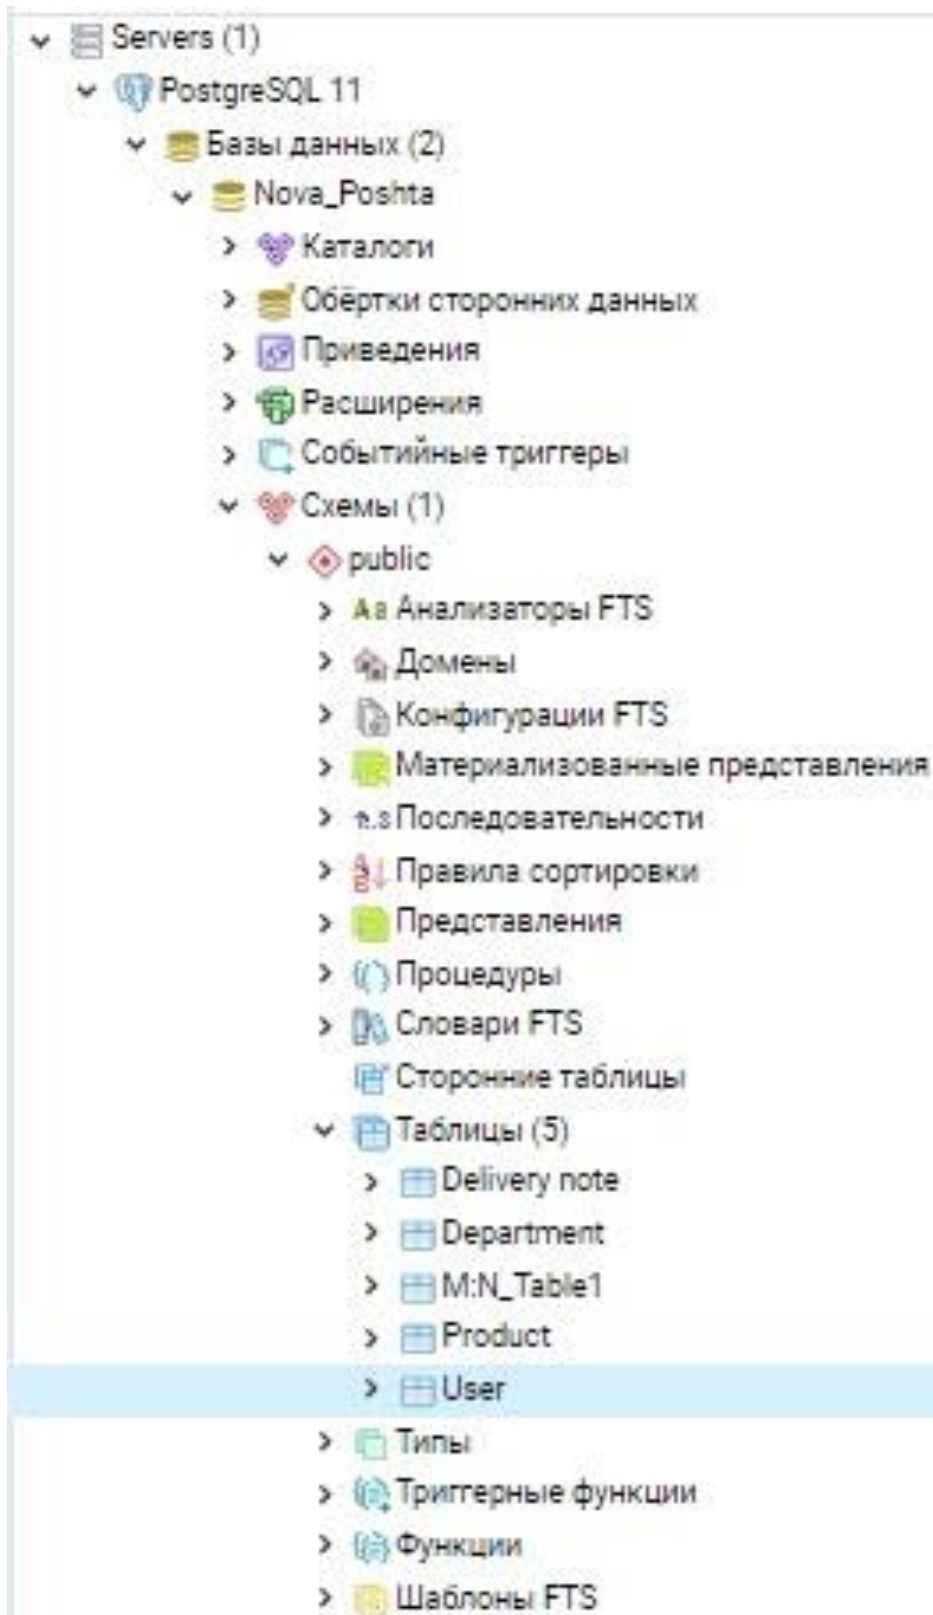 Servers (1)
PostgreSQL 11
Базы данных (2)
Nova_Poshta
Каталоги
Обёртки сторонних данных
Приведения
Расширения
Событийные триггеры
Схемы (1)
public
Анализаторы FTS
Домены
Конфигурации FTS
Материализованные представления
Последовательности
Правила сортировки
Представления
Процедуры
Словари FTS
Сторонние таблицы
Таблицы (5)
Delivery note
Department
M:N_Table1
Product
User
Типы
Триггерные функции
Функции
Шаблоны FTS